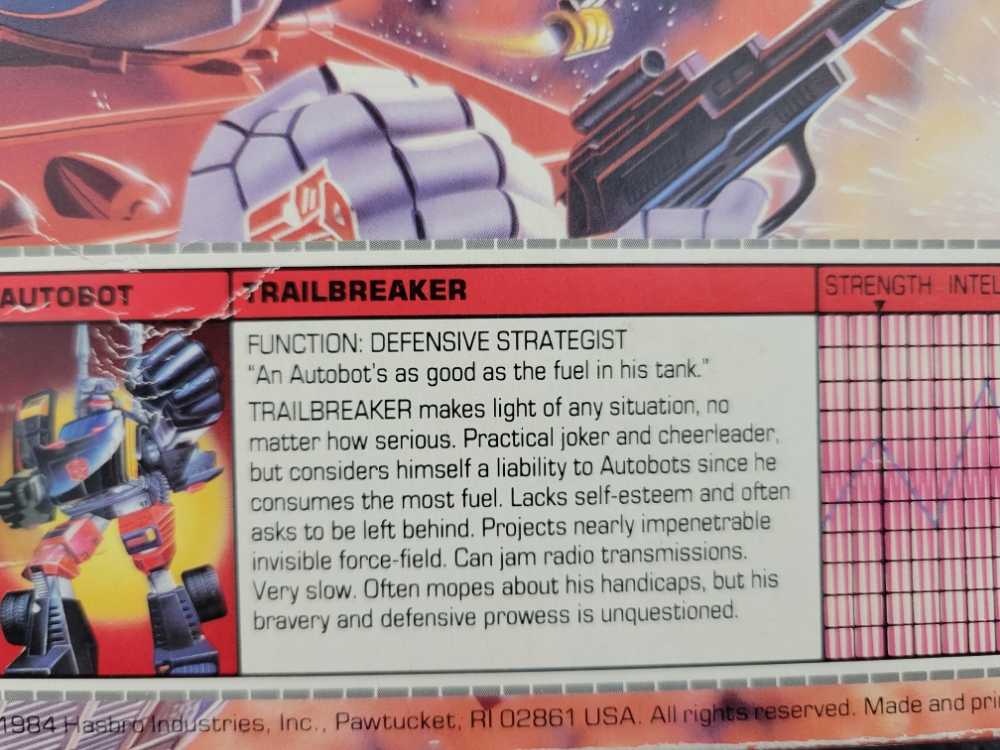 AUTOBOT
TRAILBREAKER
STRENGTH INTEL
FUNCTION: DEFENSIVE STRATEGIST
"An Autobot's as good as the fuel in his tank."
TRAILBREAKER makes light of any situation, no
matter how serious. Practical joker and cheerleader,
but considers himself a liability to Autobots since he
consumes the most fuel. Lacks self-esteem and often
asks to be left behind. Projects nearly impenetrable
invisible force-field. Can jam radio transmissions.
Very slow. Often mopes about his handicaps, but his
bravery and defensive prowess is unquestioned.
1984 Hasbro Industries, Inc., Pawtucket, RI 02861 USA. All rights reserved. Made and prin